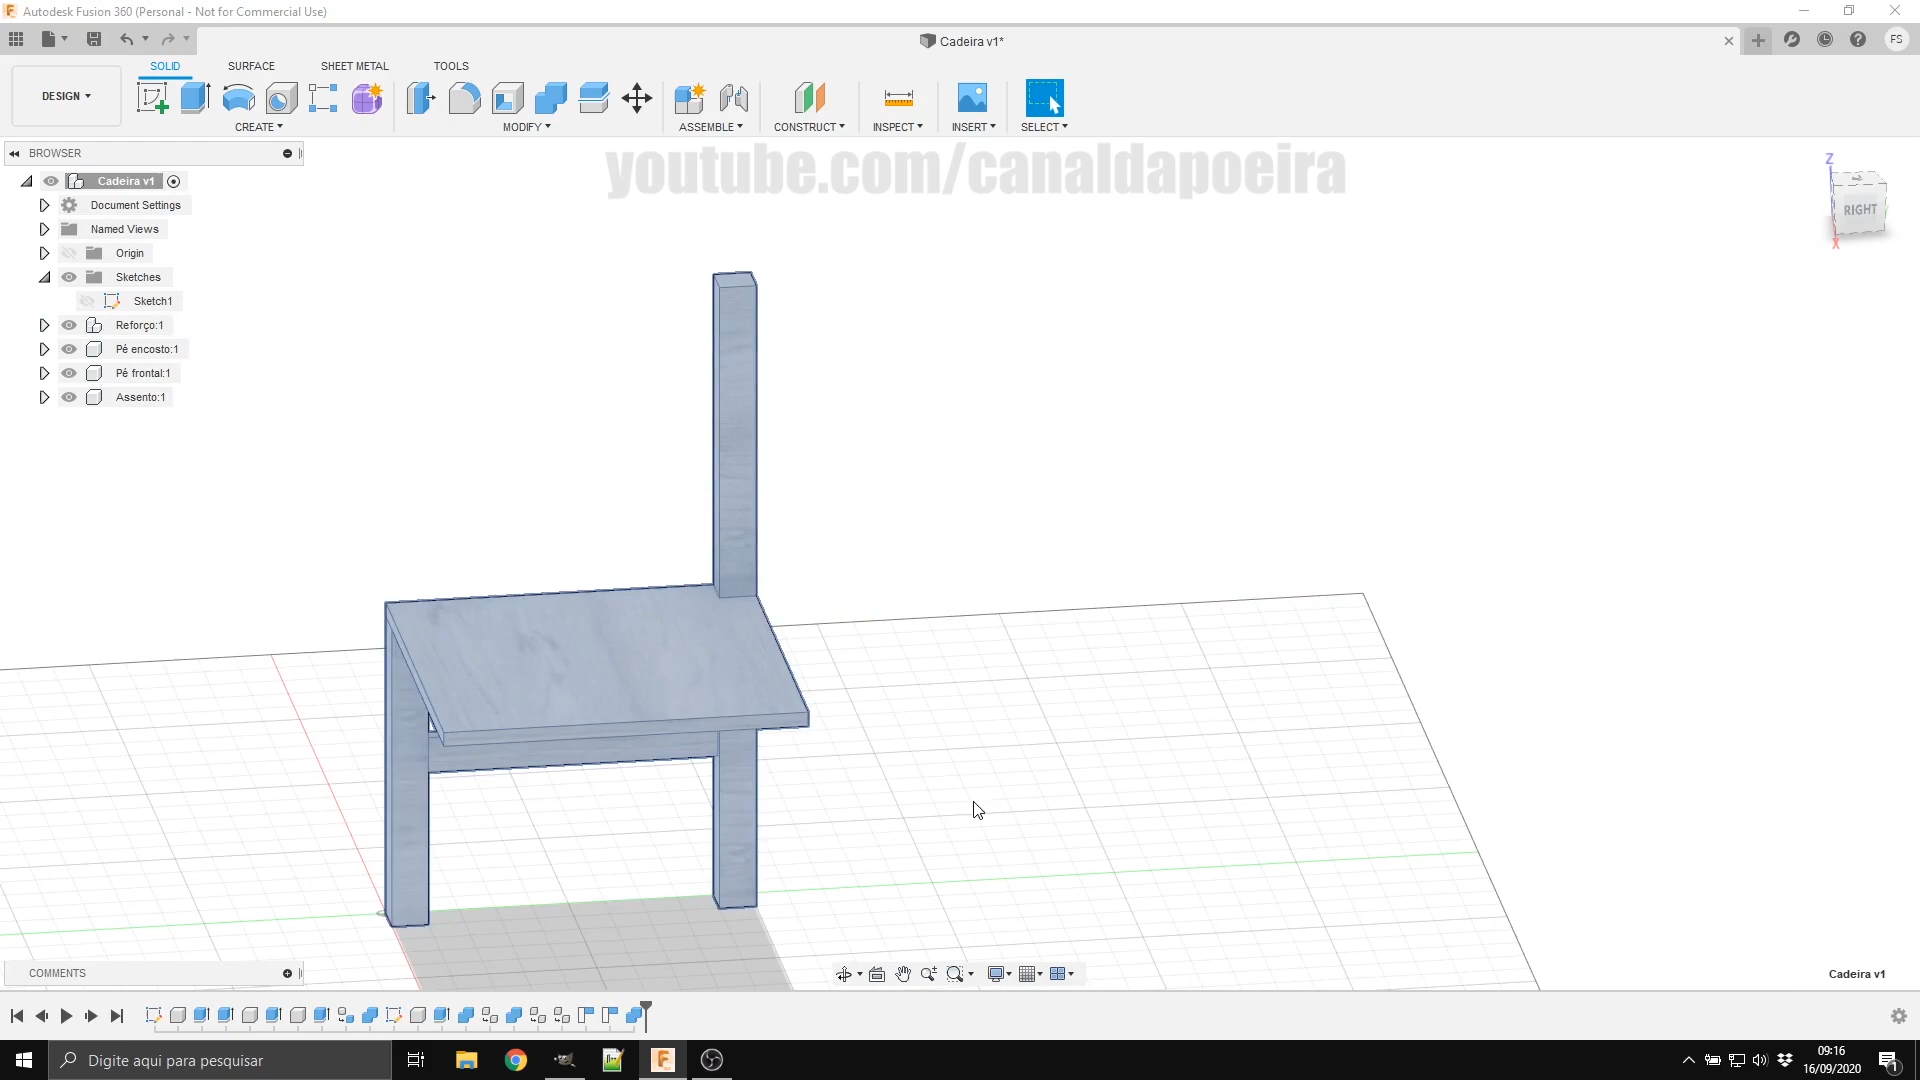 Autodesk Fusion 360 (Personal - Not for Commercial Use)
Cadeira v1*
FS
DESIGN
SOLID
SURFACE
SHEET METAL
TOOLS
CREATE
MODIFY
ASSEMBLE
CONSTRUCT
INSPECT
INSERT
SELECT
BROWSER
youtube.com/canaldapoeira
Cadeira v1
Document Settings
Named Views
Origin
Sketches
Sketch1
Reforço:1
Pé encosto:1
Pé frontal:1
Assento:1
Z
RIGHT
X
COMMENTS
Cadeira v1
Digite aqui para pesquisar
09:16
16/09/2020
1